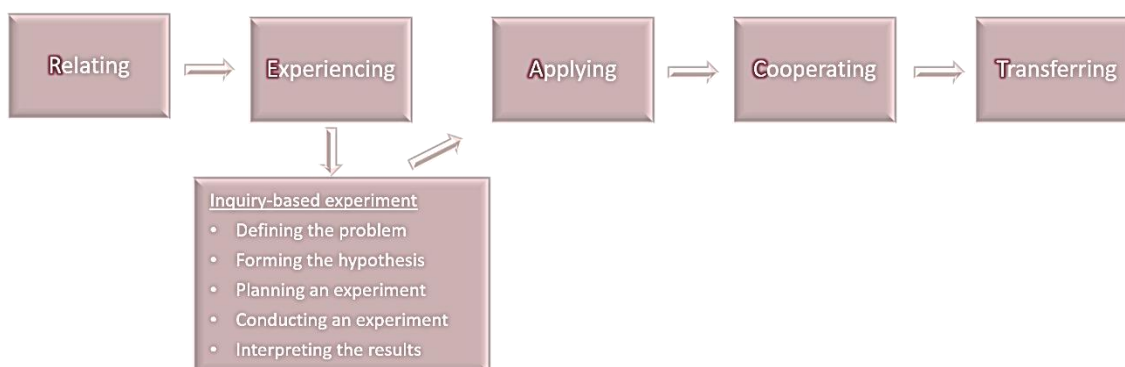 Relating
Experiencing
Applying
Cooperating
Transferring
Inquiry-based experiment
• Defining the problem
• Forming the hypothesis
• Planning an experiment
• Conducting an experiment
• Interpreting the results